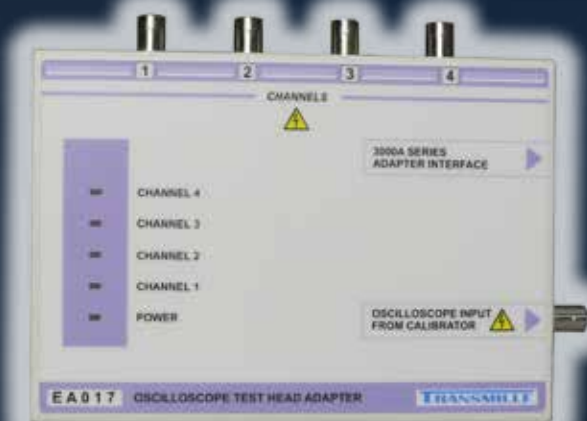 1 2 3 4
CHANNELS
3000A SERIES
ADAPTER INTERFACE
CHANNEL 4
CHANNEL 3
CHANNEL 2
CHANNEL 1
POWER
OSCILLOSCOPE INPUT
FROM CALIBRATOR
EA017 OSCILLOSCOPE TEST HEAD ADAPTER TRANSMILLE